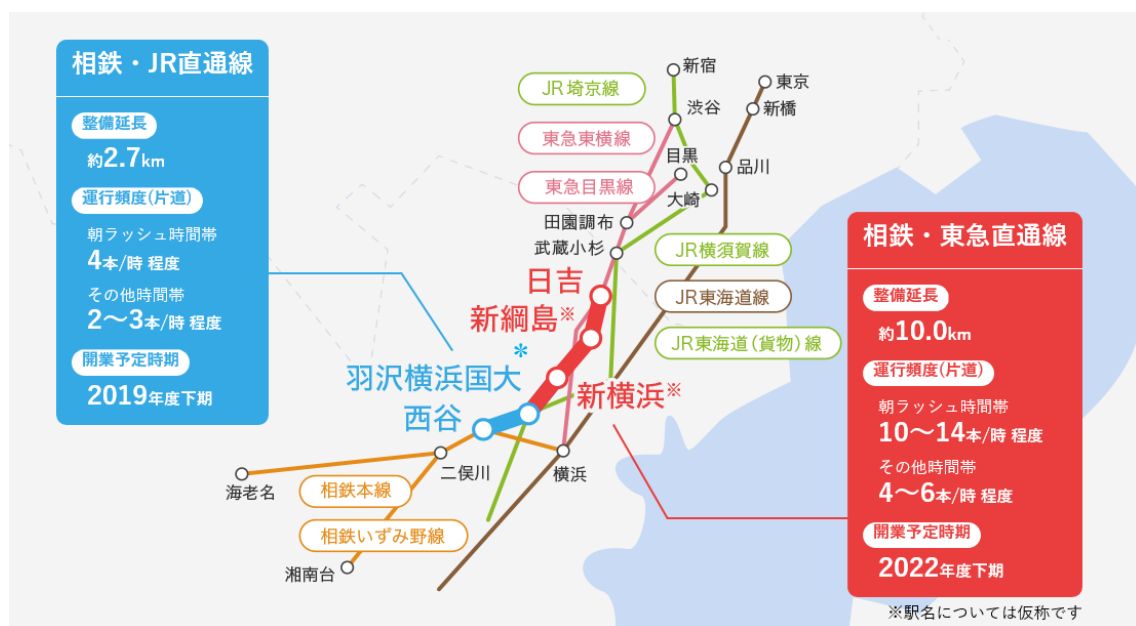 相鉄・JR直通線
整備延長
約2.7km
運行頻度(片道)
朝ラッシュ時間帯
4本/時 程度
その他時間帯
2〜3本/時 程度
開業予定時期
2019年度下期
JR埼京線
東急東横線
東急目黒線
新宿
渋谷
目黒
大崎
東京
新橋
品川
田園調布
武蔵小杉
JR横須賀線
JR東海道線
JR東海道(貨物)線
日吉
新綱島※
*
羽沢横浜国大
西谷
新横浜※
二俣川
横浜
海老名
相鉄本線
相鉄いずみ野線
湘南台
相鉄・東急直通線
整備延長
約10.0km
運行頻度(片道)
朝ラッシュ時間帯
10〜14本/時 程度
その他時間帯
4〜6本/時 程度
開業予定時期
2022年度下期
※駅名については仮称です